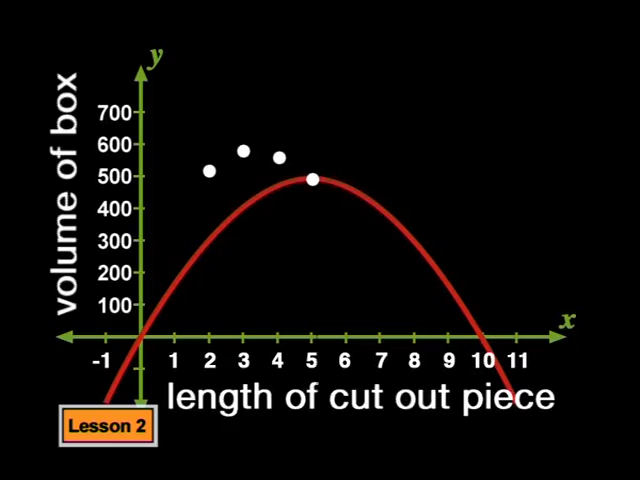 y
volume of box
700
600
500
400
300
200
100
x
-1 1 2 3 4 5 6 7 8 9 10 11
length of cut out piece
Lesson 2